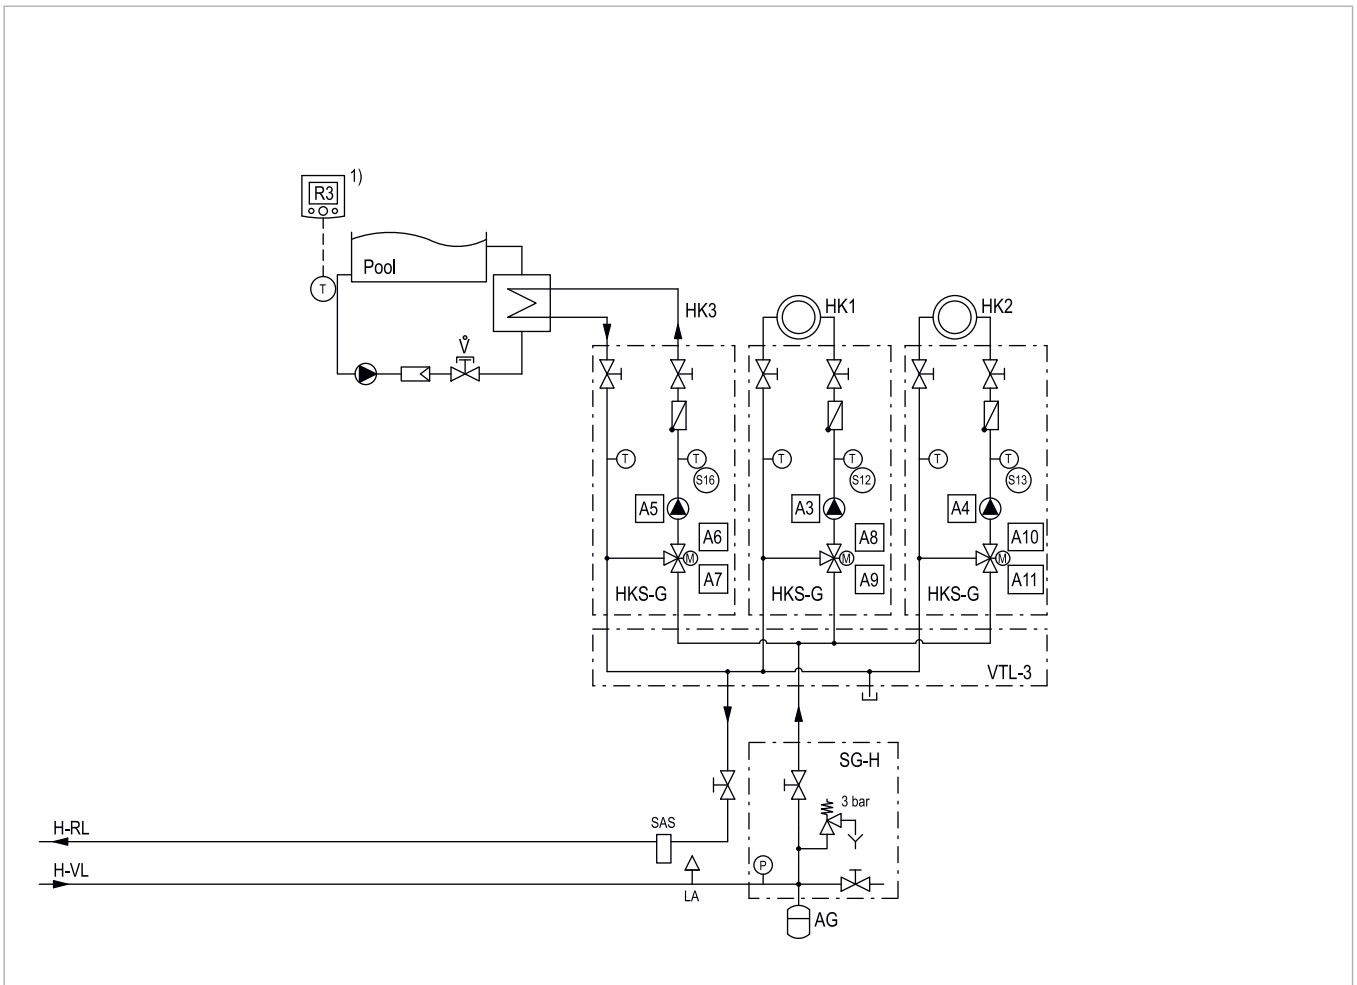 1)
R3
Pool
T
V̊
HK3
HK1
HK2
T
T
S16
T
T
S12
T
T
S13
A5
A3
A4
A6
M
A7
A8
M
A9
A10
M
A11
HKS-G
HKS-G
HKS-G
VTL-3
SG-H
3 bar
H-RL
SAS
H-VL
LA
P
AG